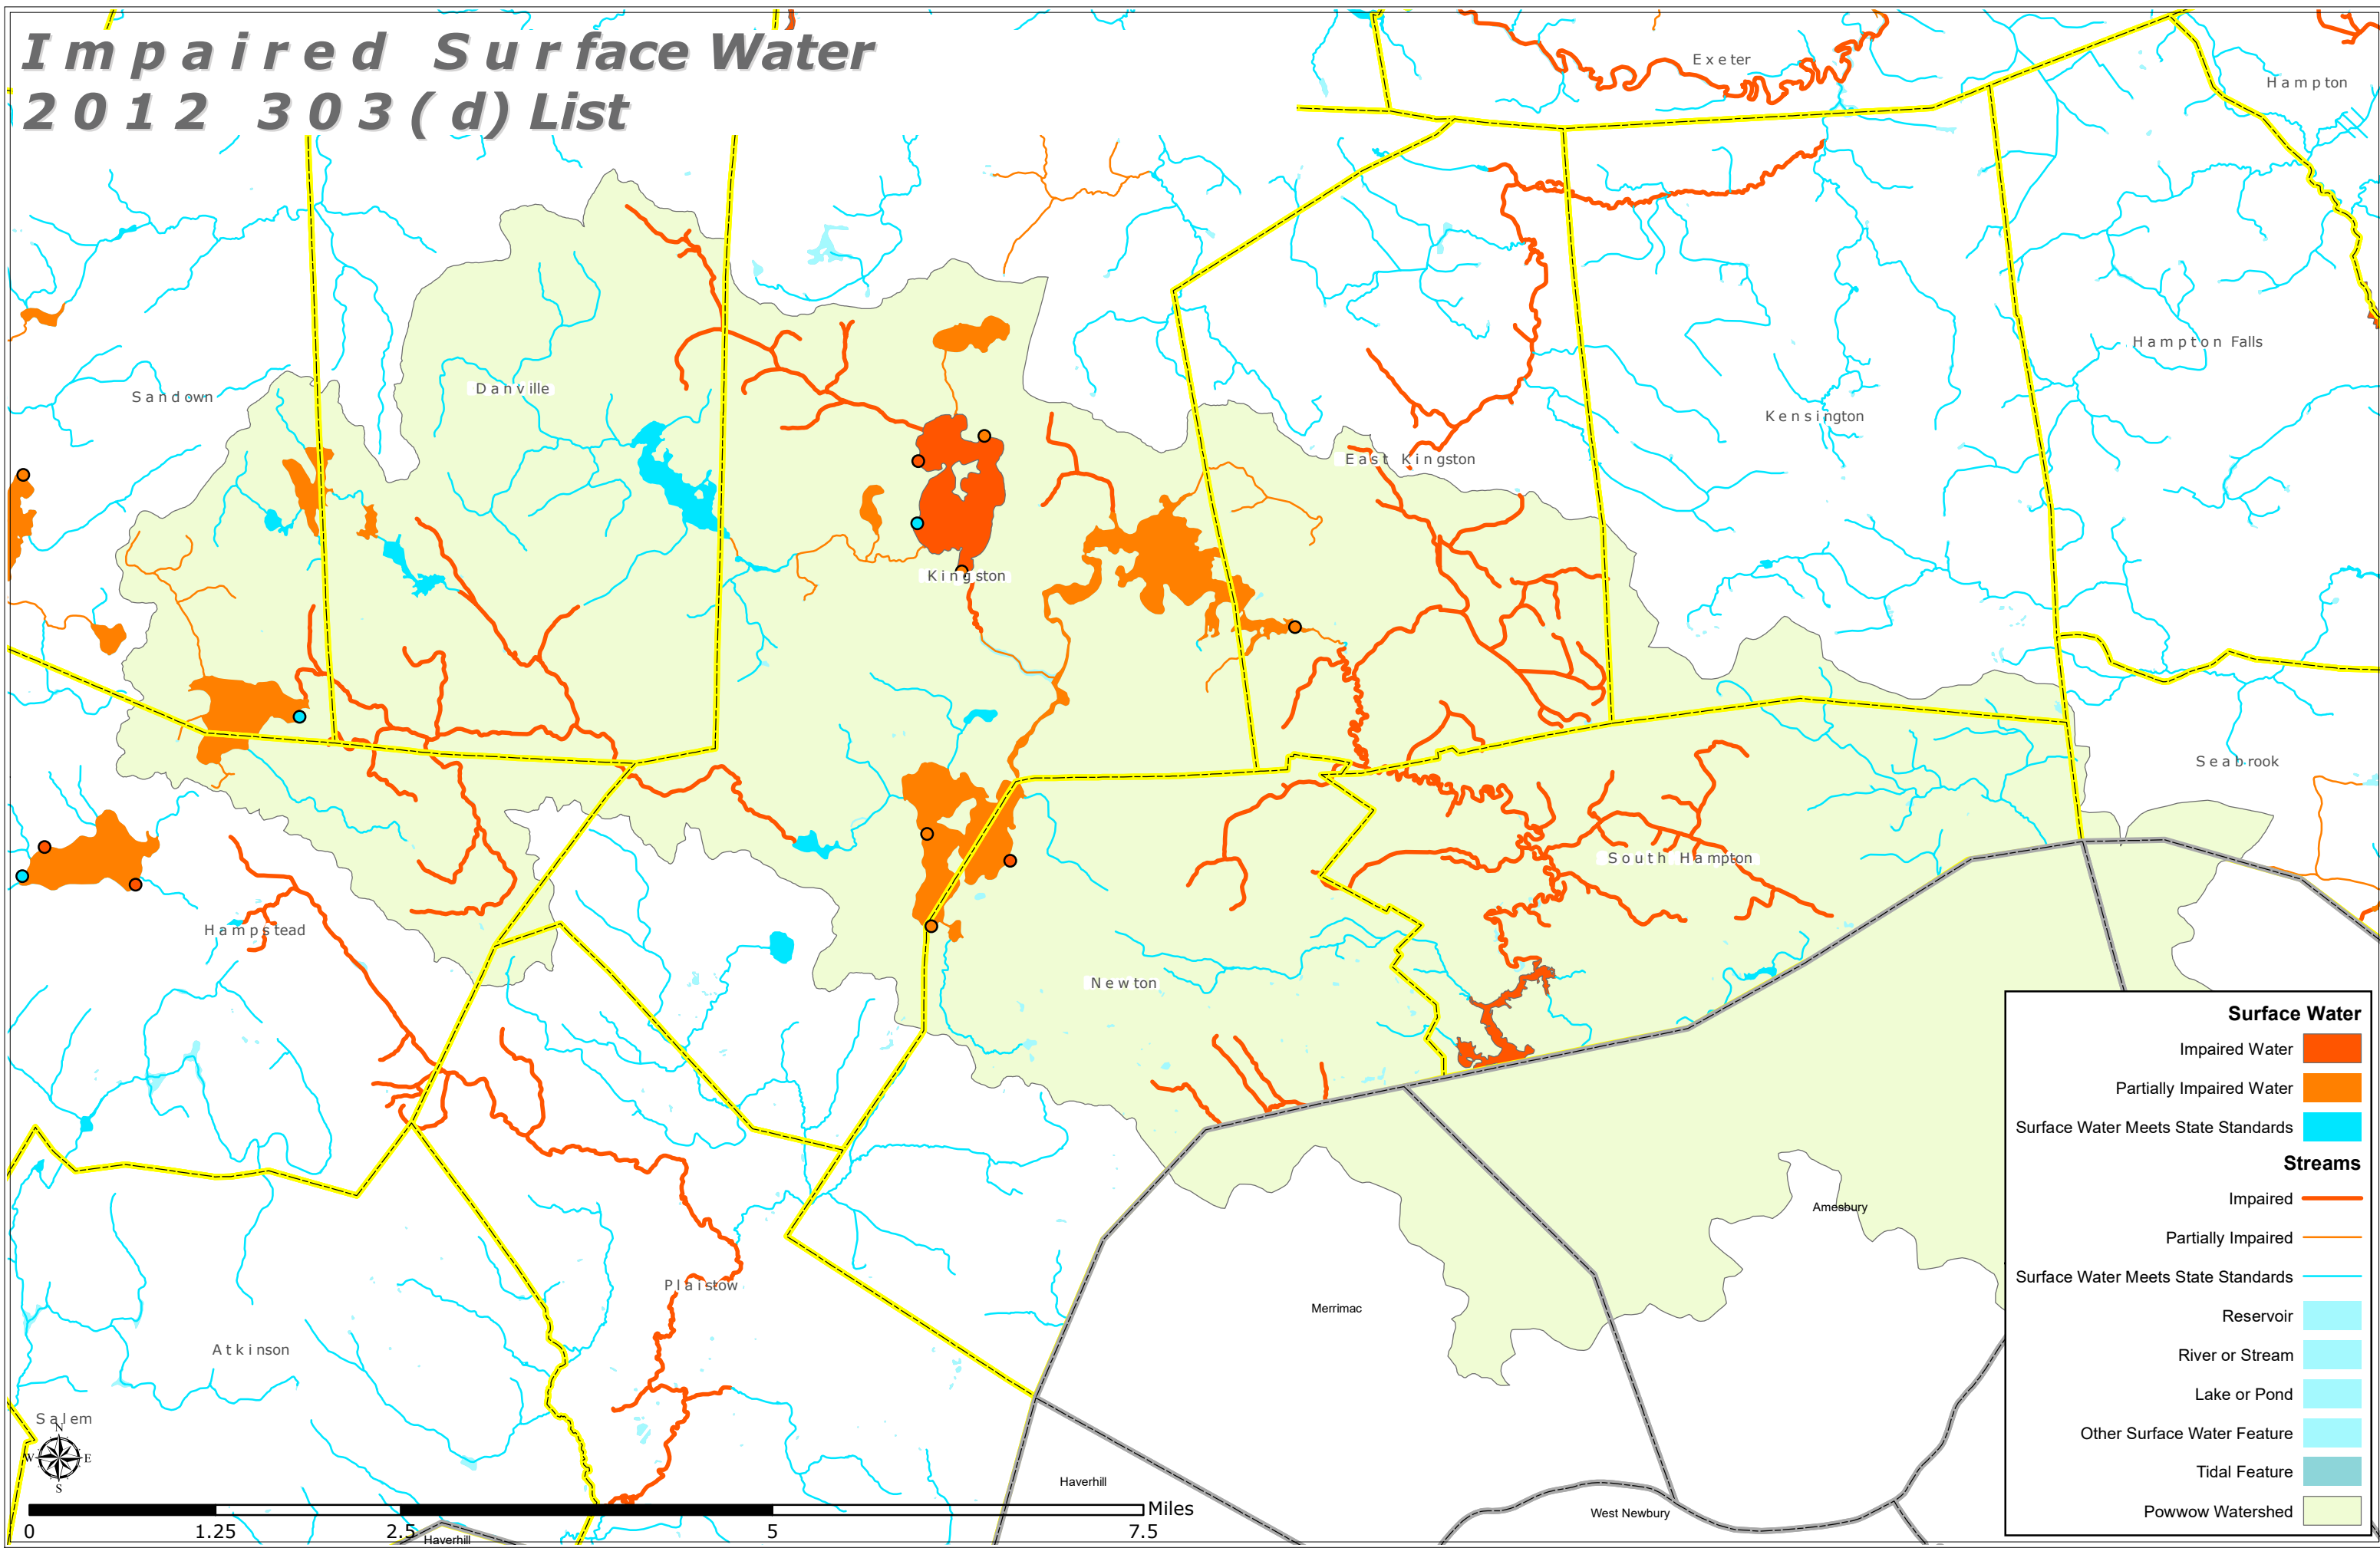 Impaired Surface Water
2012 303(d) List
Exeter
Hampton
Hampton Falls
Sandown
Danville
Kensington
East Kingston
Kingston
Seabrook
South Hampton
Hampstead
Newton
Amesbury
Plaistow
Merrimac
Atkinson
Salem
Haverhill
West Newbury
Haverhill
N
W E
S
0 1.25 2.5 5 7.5 Miles
Surface Water
Impaired Water
Partially Impaired Water
Surface Water Meets State Standards
Streams
Impaired
Partially Impaired
Surface Water Meets State Standards
Reservoir
River or Stream
Lake or Pond
Other Surface Water Feature
Tidal Feature
Powwow Watershed